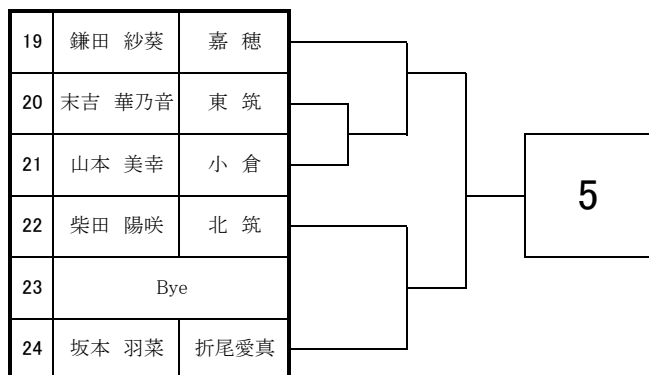 19 鎌田 紗葵 嘉 穂
20 末吉 華乃音 東 筑
21 山本 美幸 小 倉
22 柴田 陽咲 北 筑
23 Bye
24 坂本 羽菜 折尾愛真
5